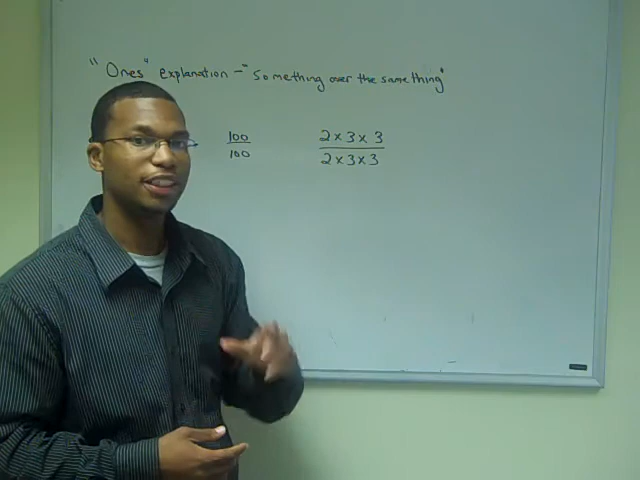 "Ones" explanation - "Something over the same thing"
100 2 x 3 x 3
100 2 x 3 x 3